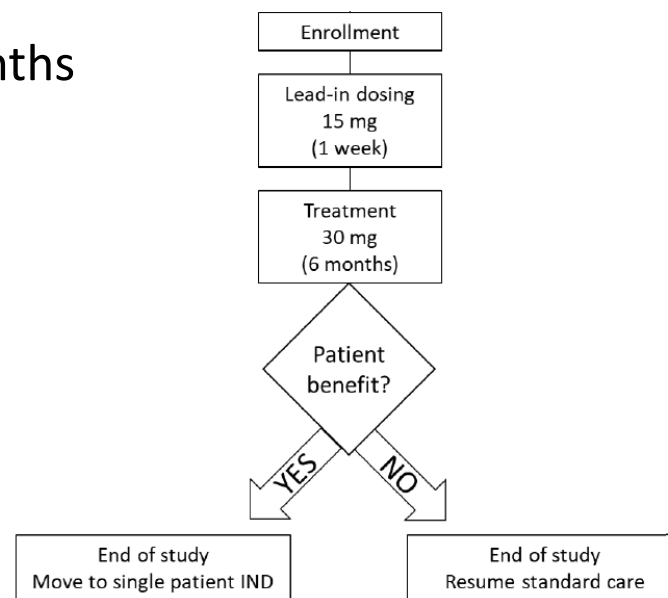 Enrollment
nths
Lead-in dosing
15 mg
(1 week)
Treatment
30 mg
(6 months)
Patient
benefit?
YES
NO
End of study
Move to single patient IND
End of study
Resume standard care